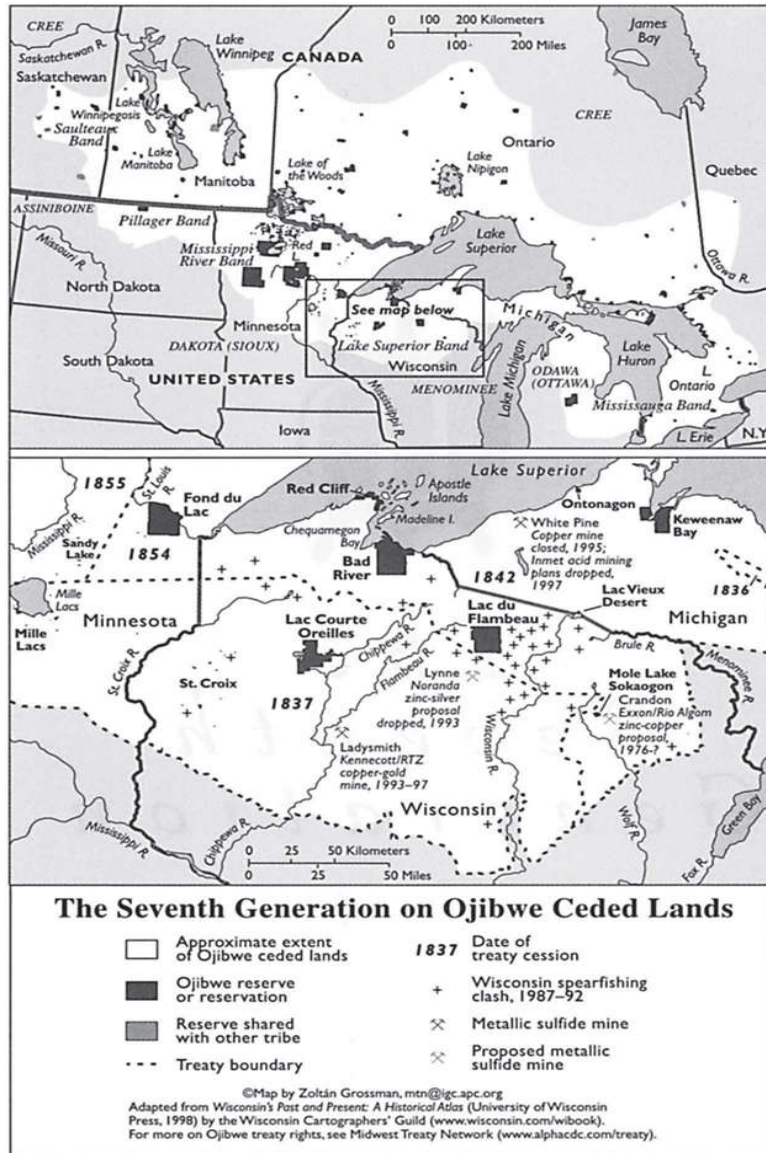 CREE
Saskatchewan R.
Saskatchewan
Lake
Winnipeg
CANADA
0 100 200 Kilometers
0 100 200 Miles
James
Bay
Lake
Winnipegosis
Saulteaux
Band
Lake
Manitoba
Manitoba
Lake of
the Woods
Ontario
CREE
Lake
Nipigon
Quebec
ASSINIBOINE
Pillager Band
Mississippi
River Band
Red
L.
Missouri R.
North Dakota
Lake
Superior
Ottawa R.
See map below
Michigan
Minnesota
Lake Superior Band
South Dakota
DAKOTA (SIOUX)
Wisconsin
Lake
Huron
UNITED STATES
MENOMINEE
Lake Michigan
ODAWA
(OTTAWA)
L.
Ontario
Mississauga Band
Mississippi R.
Iowa
L. Erie
N.Y.
1855
St. Louis
R.
Fond du
Lac
Red Cliff
Lake Superior
Apostle
Islands
Madeline I.
Ontonagon
Keweenaw
Bay
Mississippi R.
Sandy
Lake
1854
Chequamegon
Bay
Bad
River
White Pine
Copper mine
closed, 1995;
Inmet acid mining
plans dropped,
1997
1842
1836
Mille
Lacs
Minnesota
Mille
Lacs
Lac Vieux
Desert
Michigan
Lac Courte
Oreilles
Lac du
Flambeau
Chippewa R.
Flambeau R.
Brule R.
Menominee R.
St. Croix R.
St. Croix
1837
Lynne
Noranda
zinc-silver
proposal
dropped, 1993
Mole Lake
Sokaogon
Crandon
Exxon/Rio Algom
zinc-copper
proposal,
1976-?
Ladysmith
Kennecott/RTZ
copper-gold
mine, 1993–97
Wisconsin R.
Wisconsin
Wolf R.
Green Bay
Fox R.
Mississippi R.
Chippewa R.
0 25 50 Kilometers
0 25 50 Miles
The Seventh Generation on Ojibwe Ceded Lands
Approximate extent
of Ojibwe ceded lands
Ojibwe reserve
or reservation
Reserve shared
with other tribe
Treaty boundary
1837 Date of
treaty cession
Wisconsin spearfishing
clash, 1987–92
Metallic sulfide mine
Proposed metallic
sulfide mine
©Map by Zoltán Grossman, mtn@igc.apc.org
Adapted from Wisconsin's Past and Present: A Historical Atlas (University of Wisconsin
Press, 1998) by the Wisconsin Cartographers' Guild (www.wisconsin.com/wibook).
For more on Ojibwe treaty rights, see Midwest Treaty Network (www.alphacdc.com/treaty).